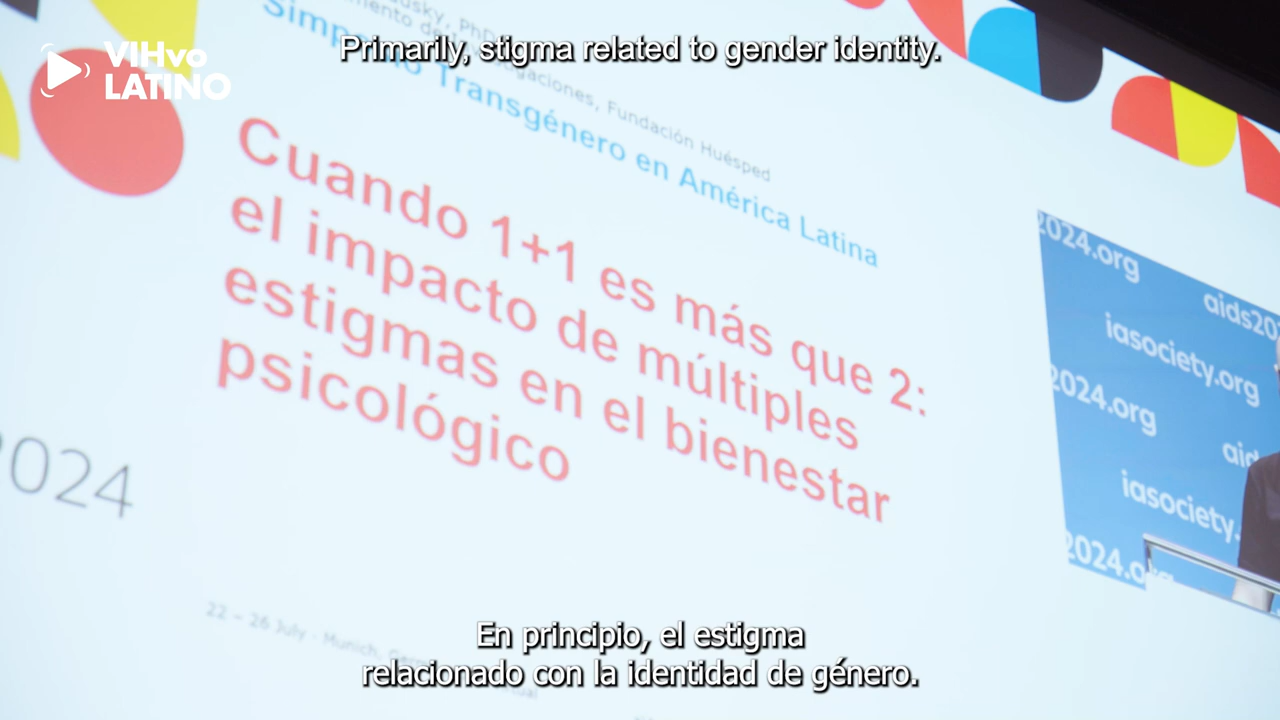 VIHvo
LATINO
Primarily, stigma related to gender identity.
PhD
Fundación Huésped
Transgénero en América Latina
Cuando 1+1 es más que 2:
el impacto de múltiples
estigmas en el bienestar
psicológico
2024
22 – 26 July · Munich,
2024.org
aids20
iasociety.org
2024.org
aid
iasociety.
2024.o
En principio, el estigma
relacionado con la identidad de género.